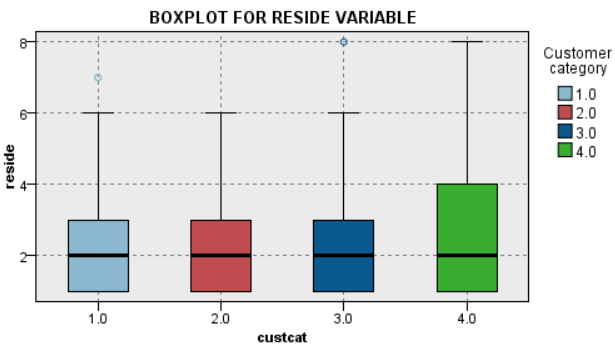 BOXPLOT FOR RESIDE VARIABLE
8
6
4
2
reside
1.0
2.0
3.0
4.0
custcat
Customer
category
1.0
2.0
3.0
4.0